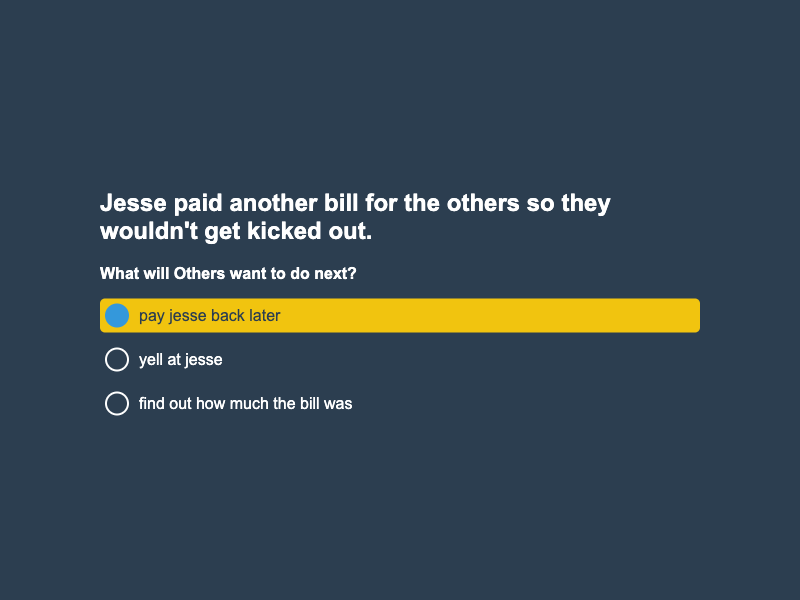 Jesse paid another bill for the others so they
wouldn't get kicked out.
What will Others want to do next?
pay jesse back later
yell at jesse
find out how much the bill was